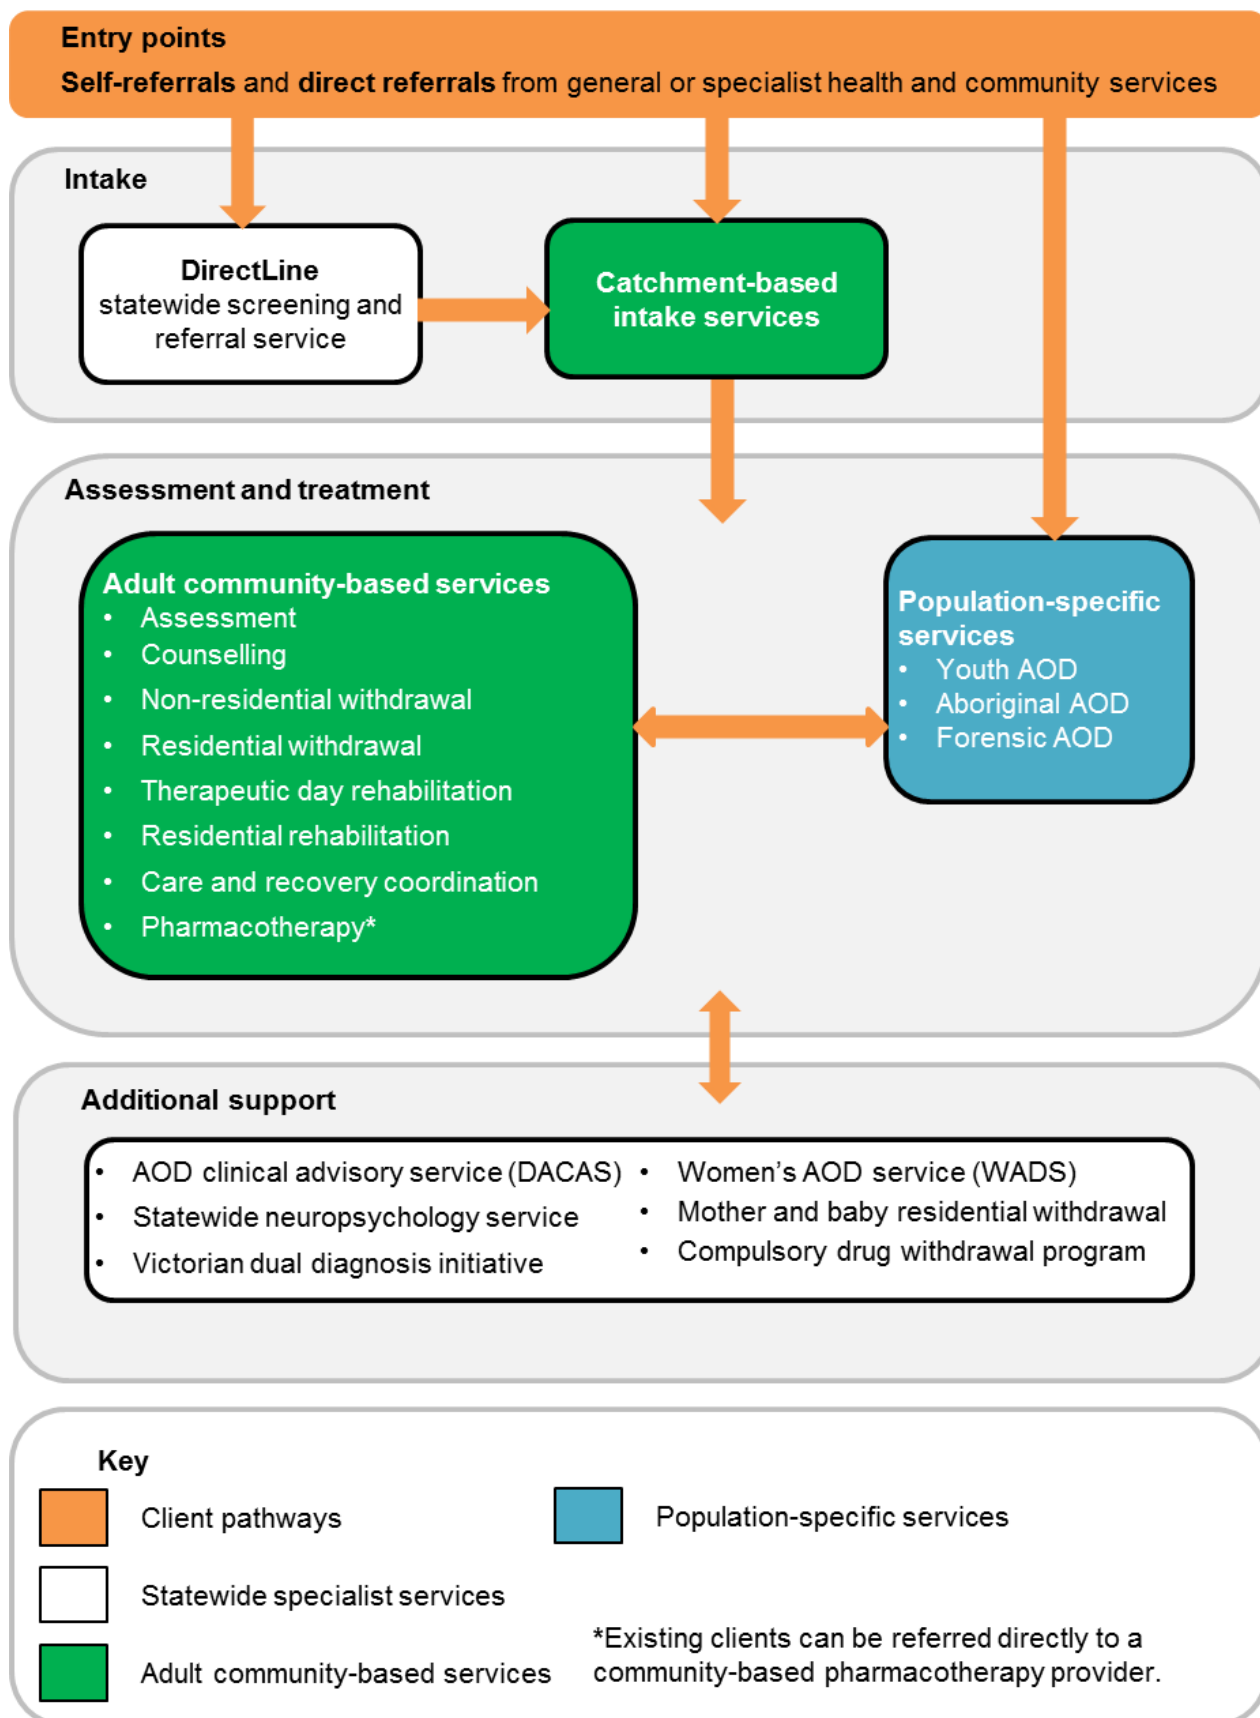 Entry points
Self-referrals and direct referrals from general or specialist health and community services
Intake
DirectLine
statewide screening and
referral service
Catchment-based
intake services
Assessment and treatment
Adult community-based services
• Assessment
• Counselling
• Non-residential withdrawal
• Residential withdrawal
• Therapeutic day rehabilitation
• Residential rehabilitation
• Care and recovery coordination
• Pharmacotherapy*
Population-specific
services
• Youth AOD
• Aboriginal AOD
• Forensic AOD
Additional support
• AOD clinical advisory service (DACAS)
• Statewide neuropsychology service
• Victorian dual diagnosis initiative
• Women's AOD service (WADS)
• Mother and baby residential withdrawal
• Compulsory drug withdrawal program
Key
Client pathways
Statewide specialist services
Adult community-based services
Population-specific services
*Existing clients can be referred directly to a
community-based pharmacotherapy provider.